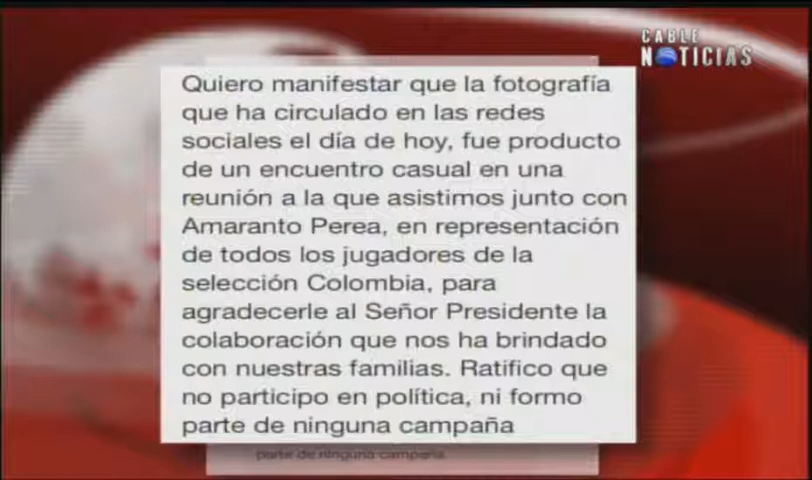 CABLE
NOTICIAS
Quiero manifestar que la fotografía
que ha circulado en las redes
sociales el día de hoy, fue producto
de un encuentro casual en una
reunión a la que asistimos junto con
Amaranto Perea, en representación
de todos los jugadores de la
selección Colombia, para
agradecerle al Señor Presidente la
colaboración que nos ha brindado
con nuestras familias. Ratifico que
no participo en política, ni formo
parte de ninguna campaña
parte de ninguna campaña